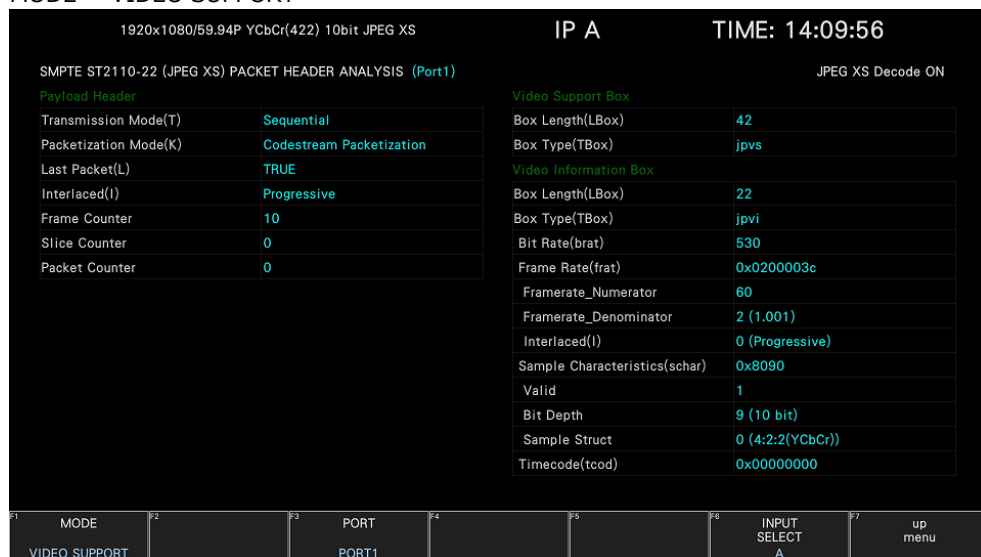 MODE = VIDEO SUPPORT
1920x1080/59.94P YCbCr(422) 10bit JPEG XS IP A TIME: 14:09:56
SMPTE ST2110-22 (JPEG XS) PACKET HEADER ANALYSIS (Port1) JPEG XS Decode ON
Payload Header
Transmission Mode(T) Sequential
Packetization Mode(K) Codestream Packetization
Last Packet(L) TRUE
Interlaced(I) Progressive
Frame Counter 10
Slice Counter 0
Packet Counter 0
Video Support Box
Box Length(LBox) 42
Box Type(TBox) jpvs
Video Information Box
Box Length(LBox) 22
Box Type(TBox) jpvi
Bit Rate(brat) 530
Frame Rate(frat) 0x0200003c
Framerate_Numerator 60
Framerate_Denominator 2 (1.001)
Interlaced(I) 0 (Progressive)
Sample Characteristics(schar) 0x8090
Valid 1
Bit Depth 9 (10 bit)
Sample Struct 0 (4:2:2(YCbCr))
Timecode(tcod) 0x00000000
F1 MODE VIDEO SUPPORT
F2
F3 PORT PORT1
F4
F5
F6 INPUT SELECT A
F7 up menu